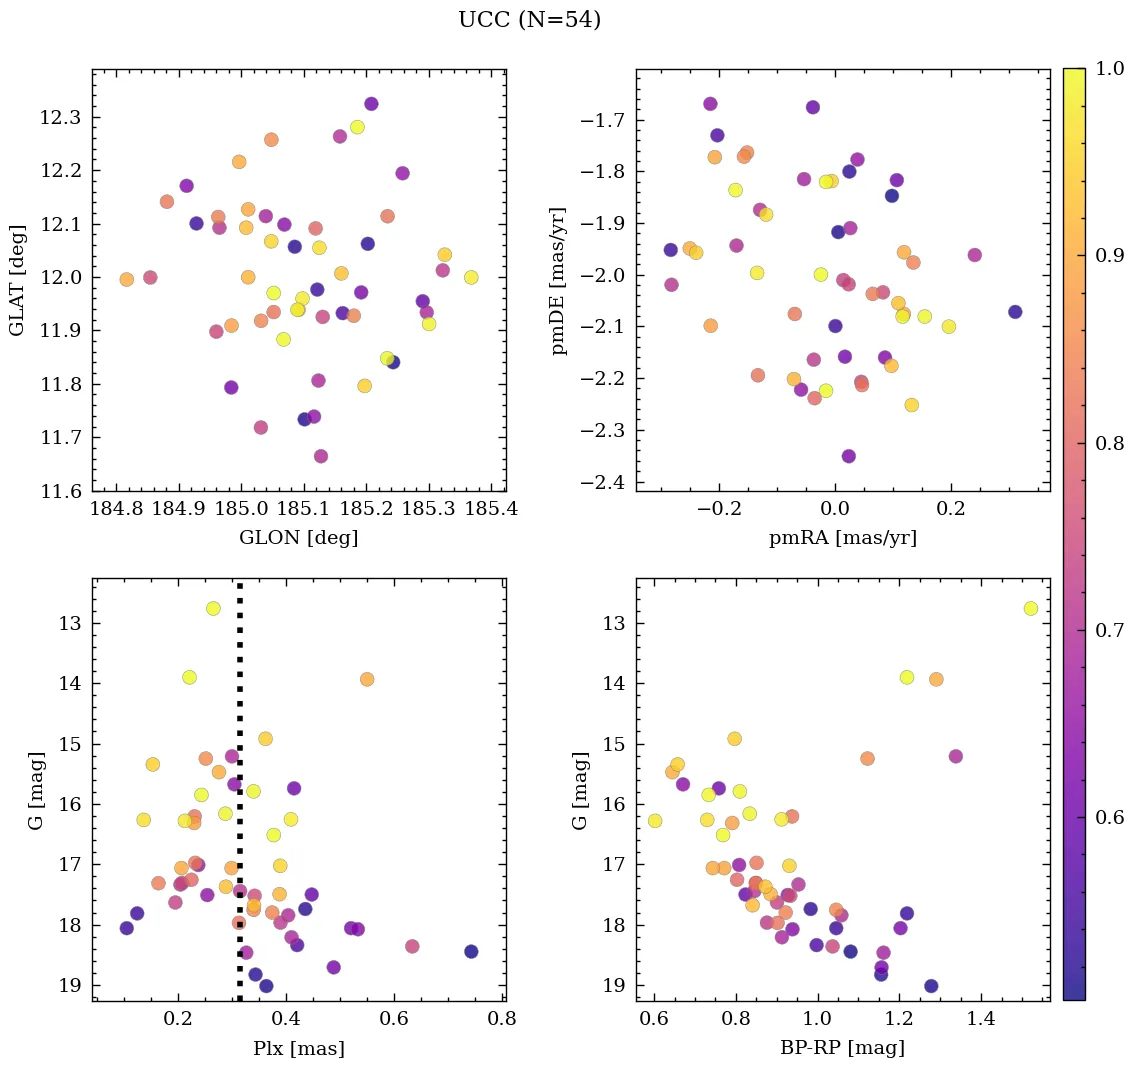 UCC (N=54)
12.3
12.2
12.1
12.0
11.9
11.8
11.7
11.6
GLAT [deg]
184.8 184.9 185.0 185.1 185.2 185.3 185.4
GLON [deg]
−1.7
−1.8
−1.9
−2.0
−2.1
−2.2
−2.3
−2.4
pmDE [mas/yr]
−0.2 0.0 0.2
pmRA [mas/yr]
1.0
0.9
0.8
0.7
0.6
13
14
15
16
17
18
19
G [mag]
0.2 0.4 0.6 0.8
Plx [mas]
13
14
15
16
17
18
19
G [mag]
0.6 0.8 1.0 1.2 1.4
BP-RP [mag]